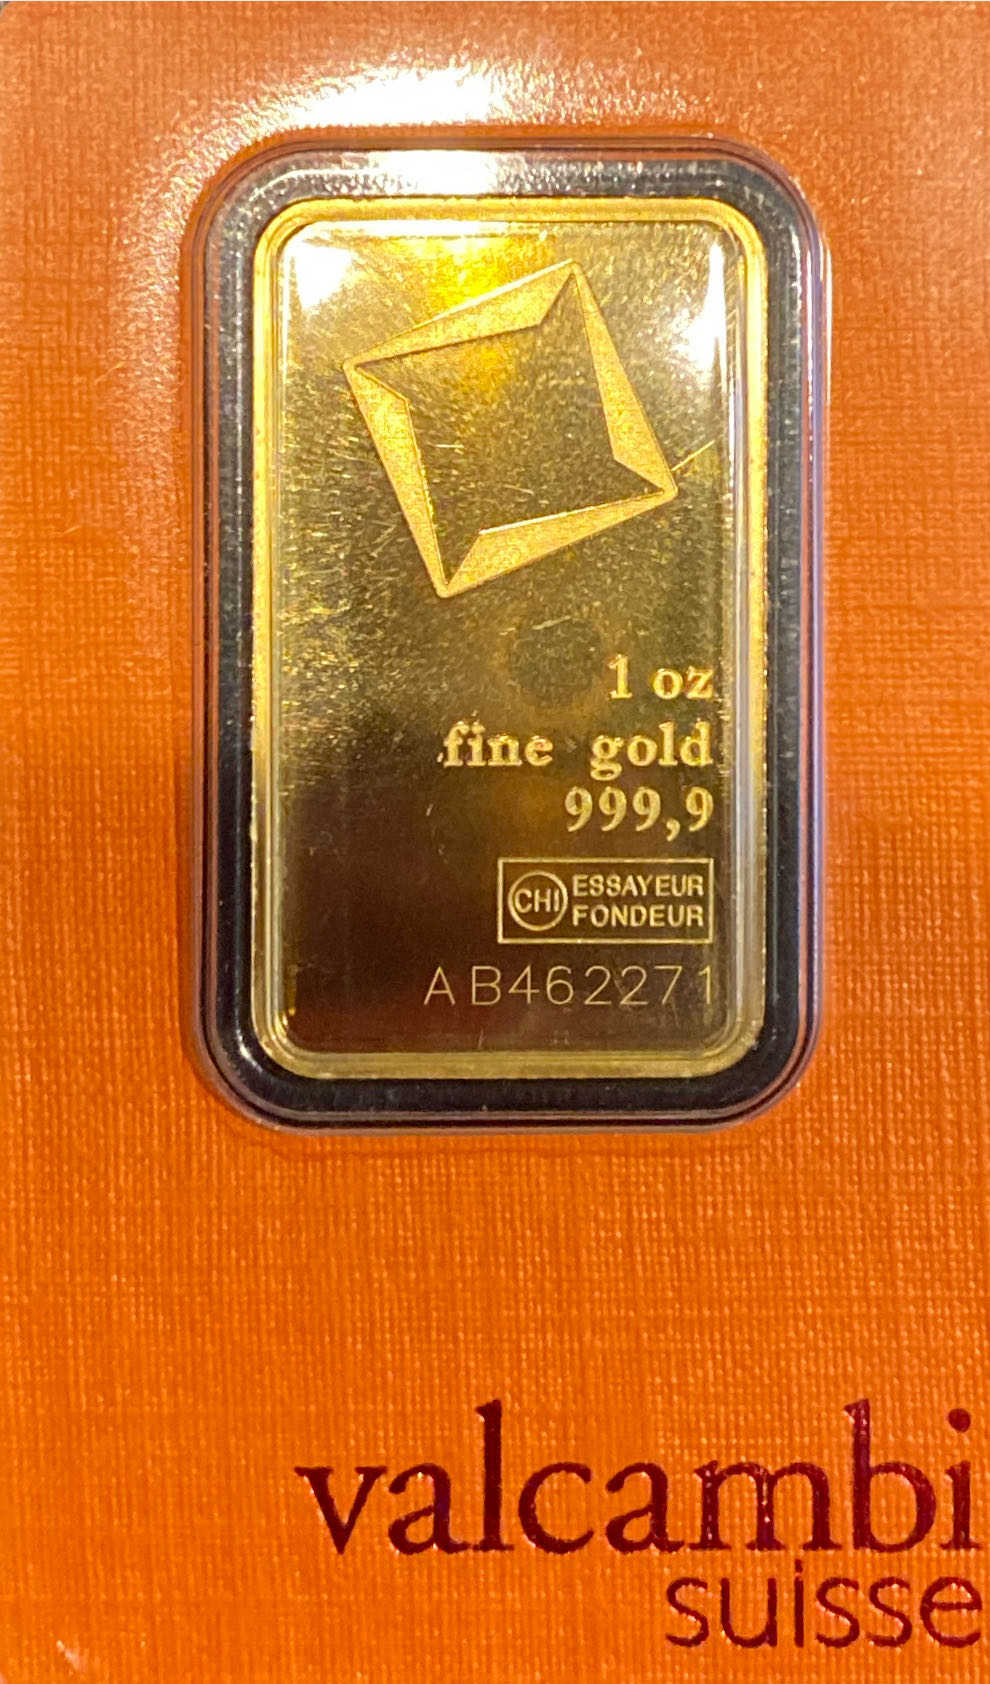 1 oz
fine gold
999,9
CHI ESSAYEUR
FONDEUR
AB462271
valcambi
suisse